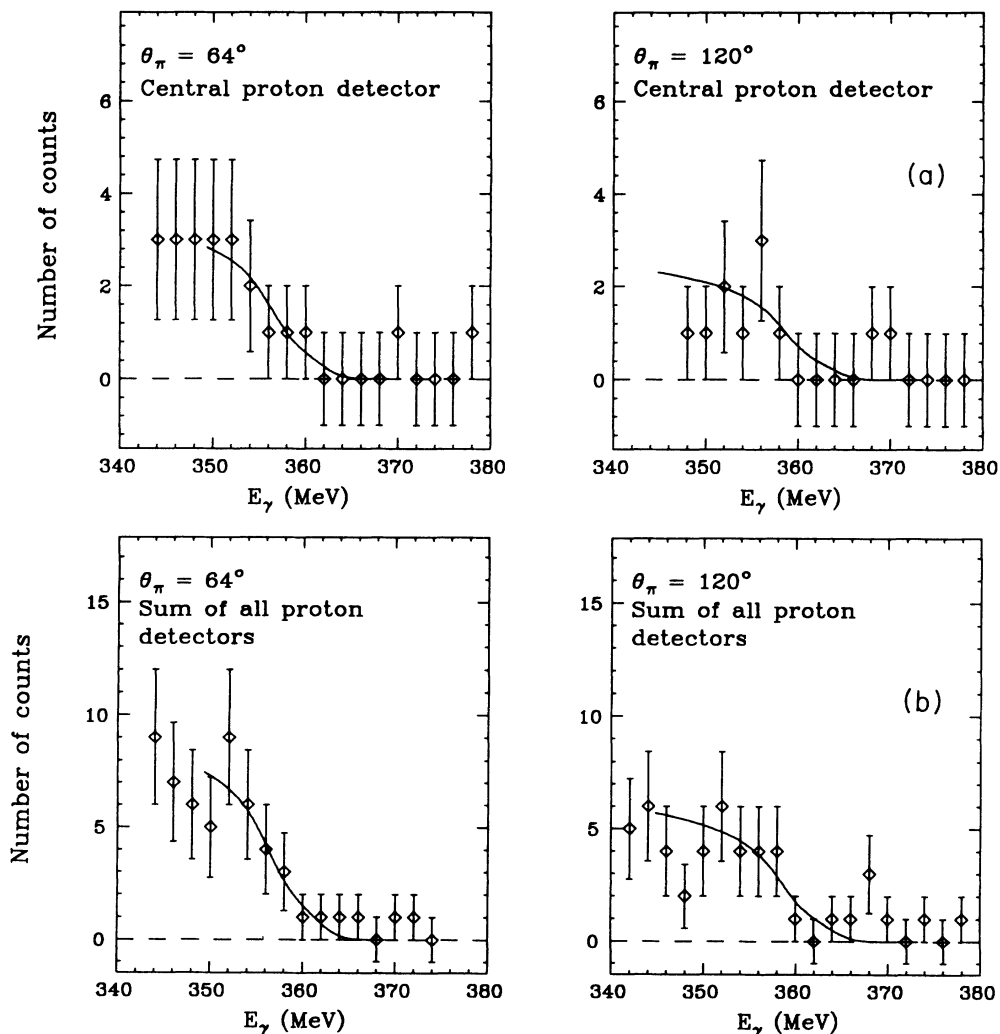 θπ = 64°
Central proton detector
Number of counts
6
4
2
0
340 350 360 370 380
Eγ (MeV)
θπ = 120°
Central proton detector
(a)
6
4
2
0
340 350 360 370 380
Eγ (MeV)
θπ = 64°
Sum of all proton
detectors
Number of counts
15
10
5
0
340 350 360 370 380
Eγ (MeV)
θπ = 120°
Sum of all proton
detectors
(b)
15
10
5
0
340 350 360 370 380
Eγ (MeV)